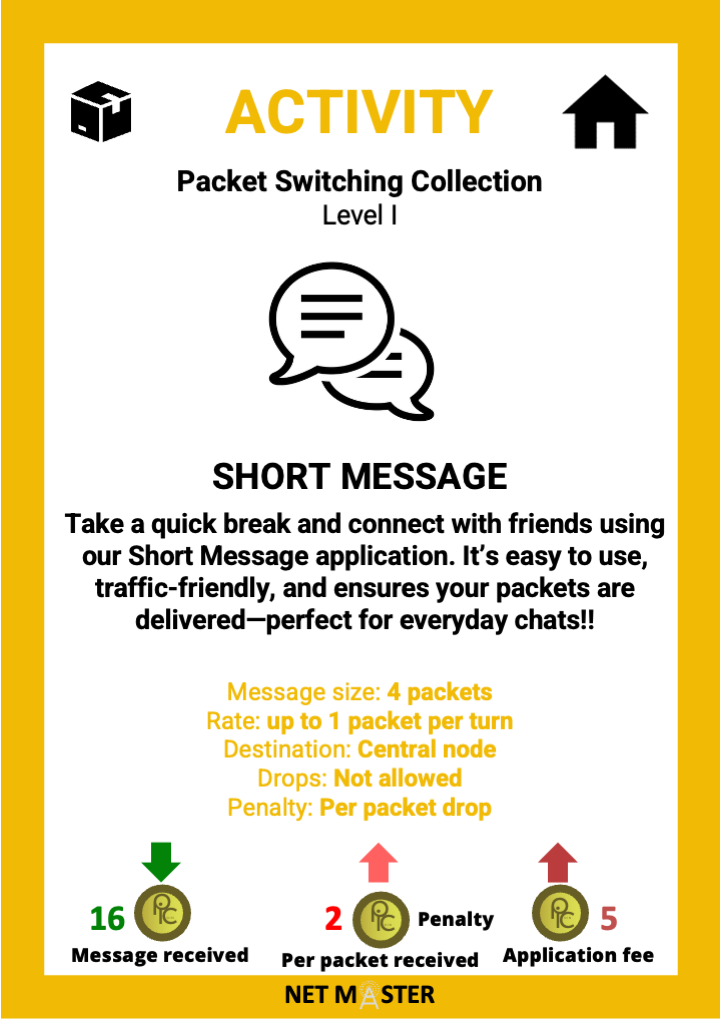 ACTIVITY
Packet Switching Collection
Level I
SHORT MESSAGE
Take a quick break and connect with friends using
our Short Message application. It’s easy to use,
traffic-friendly, and ensures your packets are
delivered—perfect for everyday chats!!
Message size: 4 packets
Rate: up to 1 packet per turn
Destination: Central node
Drops: Not allowed
Penalty: Per packet drop
16
Message received
2 Penalty
Per packet received
5
Application fee
NET MASTER